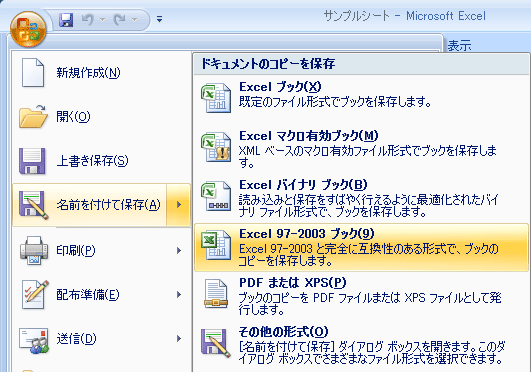 サンプルシート - Microsoft Excel
表示
新規作成(N)
開く(O)
上書き保存(S)
名前を付けて保存(A)
印刷(P)
配布準備(E)
送信(D)
ドキュメントのコピーを保存
Excel ブック(X)
既定のファイル形式でブックを保存します。
Excel マクロ有効ブック(M)
XML ベースのマクロ有効ファイル形式でブックを保存しま
す。
Excel バイナリ ブック(B)
読み込みと保存をすばやく行えるように最適化されたバイ
ナリ ファイル形式で、ブックを保存します。
Excel 97-2003 ブック(9)
Excel 97-2003 と完全に互換性のある形式で、ブックの
コピーを保存します。
PDF または XPS(P)
ブックのコピーを PDF ファイルまたは XPS ファイルとして発
行します。
その他の形式(O)
[名前を付けて保存] ダイアログ ボックスを開きます。このダ
イアログ ボックスでさまざまなファイル形式を選択できます。